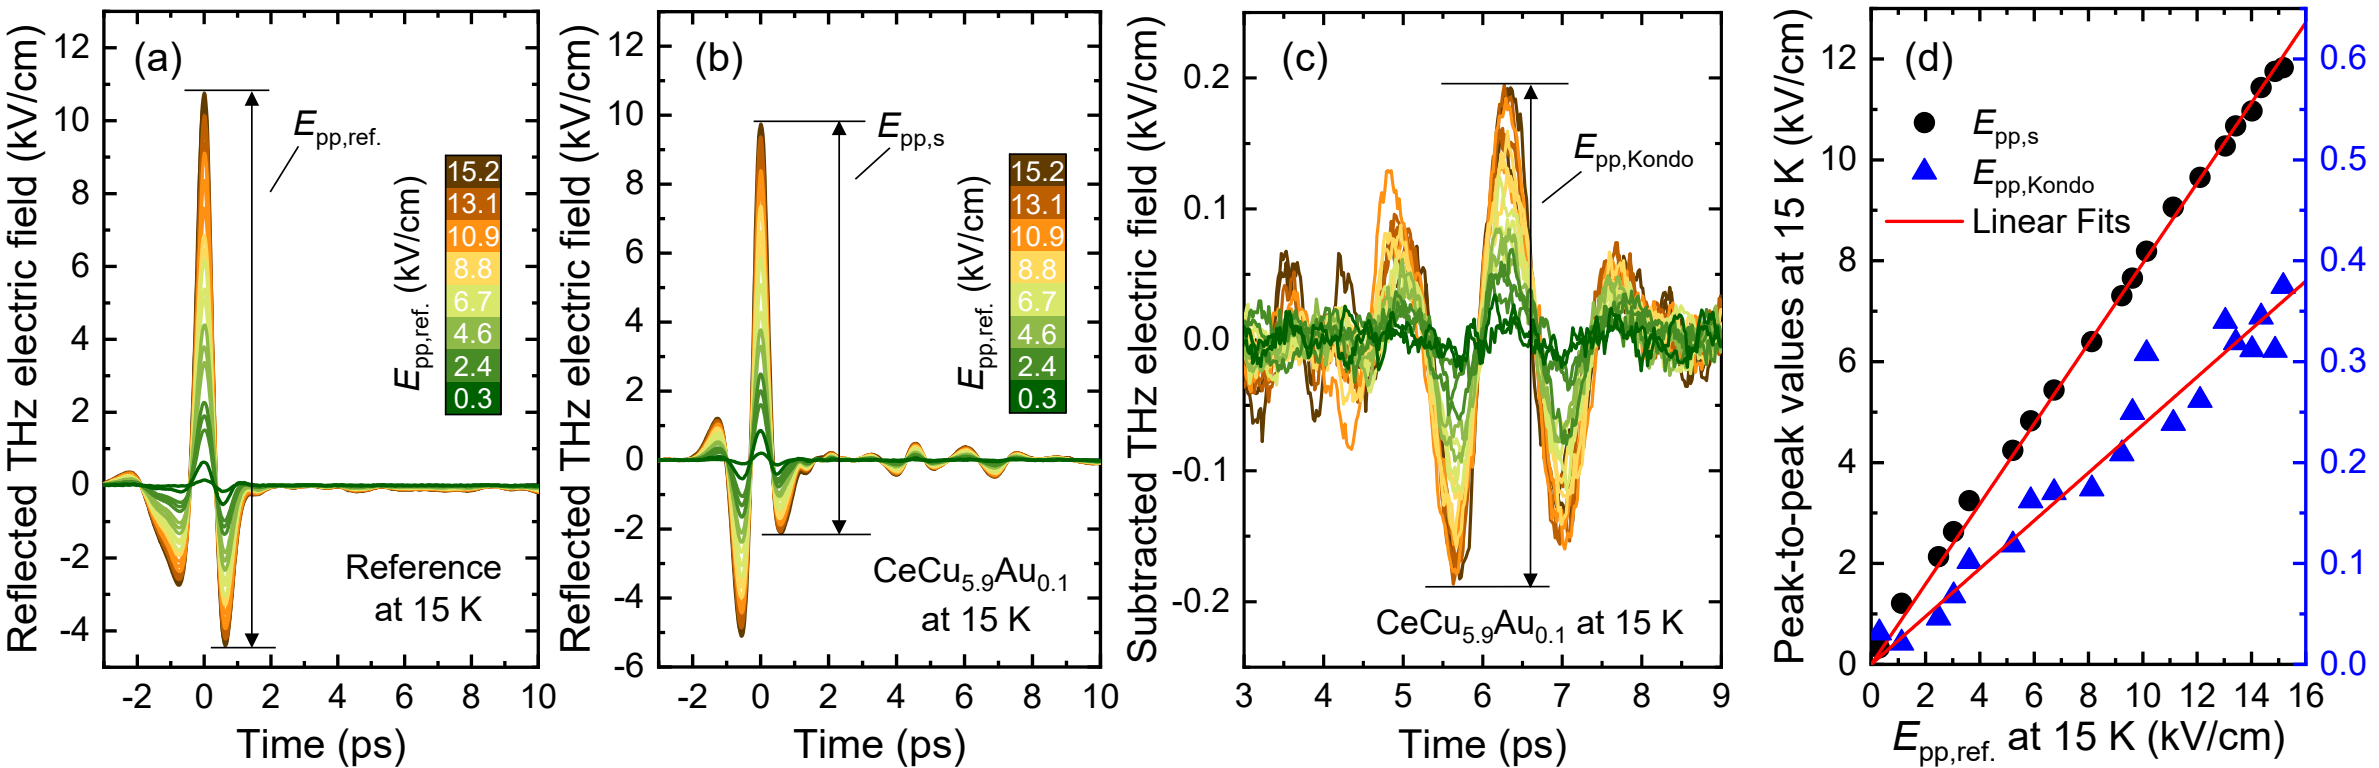 (a)
Reflected THz electric field (kV/cm)
12
10
8
6
4
2
0
-2
-4
E_pp,ref.
E_pp,ref. (kV/cm)
15.2
13.1
10.9
8.8
6.7
4.6
2.4
0.3
Reference
at 15 K
-2 0 2 4 6 8 10
Time (ps)
(b)
Reflected THz electric field (kV/cm)
12
10
8
6
4
2
0
-2
-4
-6
E_pp,s
E_pp,ref. (kV/cm)
15.2
13.1
10.9
8.8
6.7
4.6
2.4
0.3
CeCu_5.9Au_0.1
at 15 K
-2 0 2 4 6 8 10
Time (ps)
(c)
Subtracted THz electric field (kV/cm)
0.2
0.1
0.0
-0.1
-0.2
E_pp,Kondo
CeCu_5.9Au_0.1 at 15 K
3 4 5 6 7 8 9
Time (ps)
(d)
Peak-to-peak values at 15 K (kV/cm)
12
10
8
6
4
2
0
E_pp,s
E_pp,Kondo
Linear Fits
0.6
0.5
0.4
0.3
0.2
0.1
0.0
0 2 4 6 8 10 12 14 16
E_pp,ref. at 15 K (kV/cm)